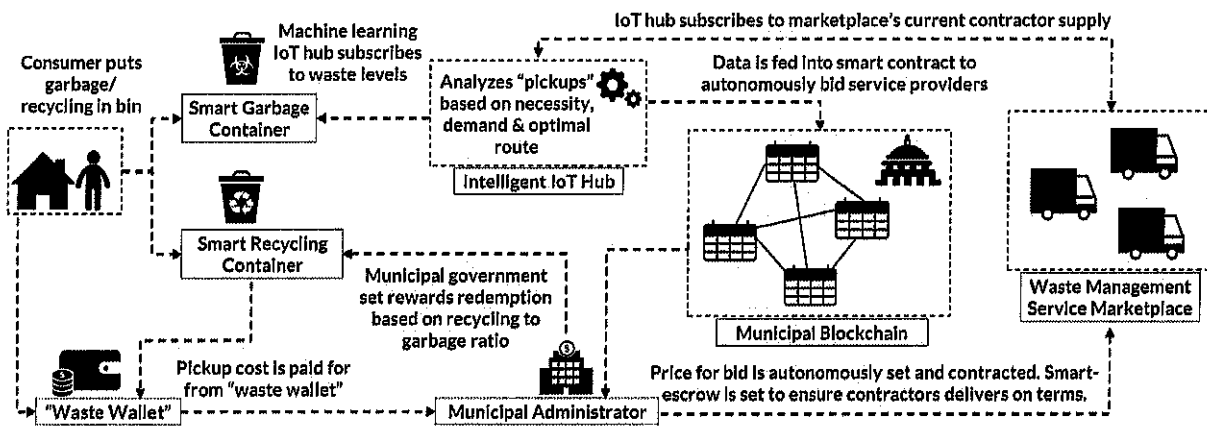 IoT hub subscribes to marketplace's current contractor supply
Machine learning
IoT hub subscribes
to waste levels
Consumer puts
garbage/
recycling in bin
Data is fed into smart contract to
autonomously bid service providers
Analyzes "pickups"
based on necessity,
demand & optimal
route
Smart Garbage
Container
Intelligent IoT Hub
Smart Recycling
Container
Municipal government
set rewards redemption
based on recycling to
garbage ratio
Waste Management
Service Marketplace
Municipal Blockchain
$
$
Pickup cost is paid for
from "waste wallet"
Price for bid is autonomously set and contracted. Smart-
escrow is set to ensure contractors delivers on terms.
"Waste Wallet"
Municipal Administrator